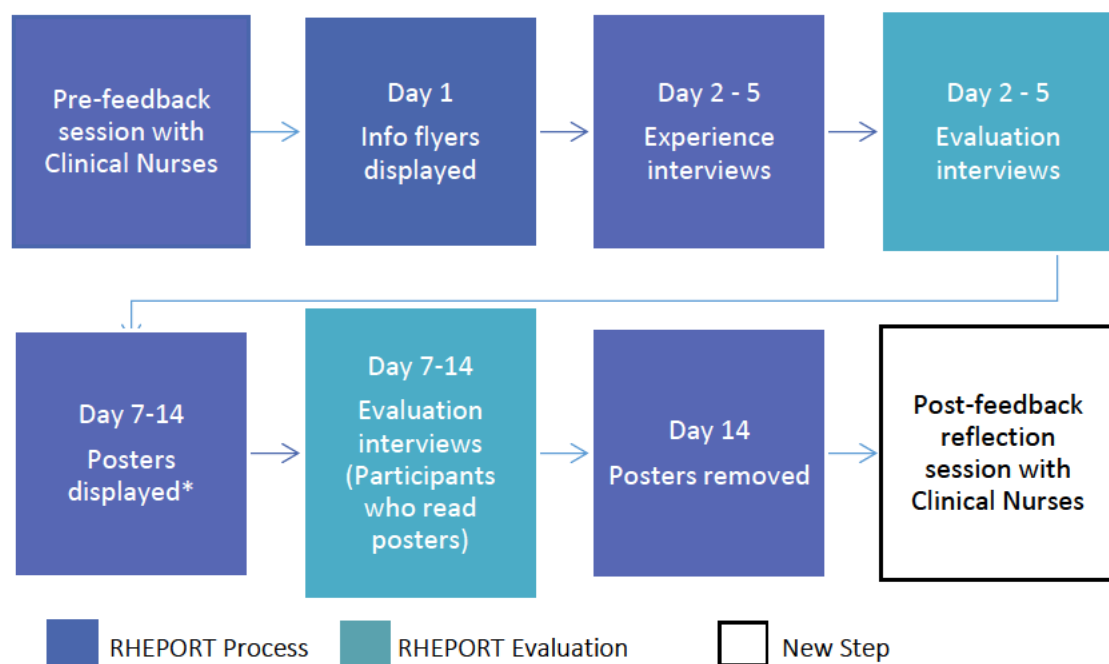 Pre-feedback
session with
Clinical Nurses
Day 1
Info flyers
displayed
Day 2 - 5
Experience
interviews
Day 2 - 5
Evaluation
interviews
Day 7-14
Posters
displayed*
Day 7-14
Evaluation
interviews
(Participants
who read
posters)
Day 14
Posters removed
Post-feedback
reflection
session with
Clinical Nurses
RHEPORT Process
RHEPORT Evaluation
New Step